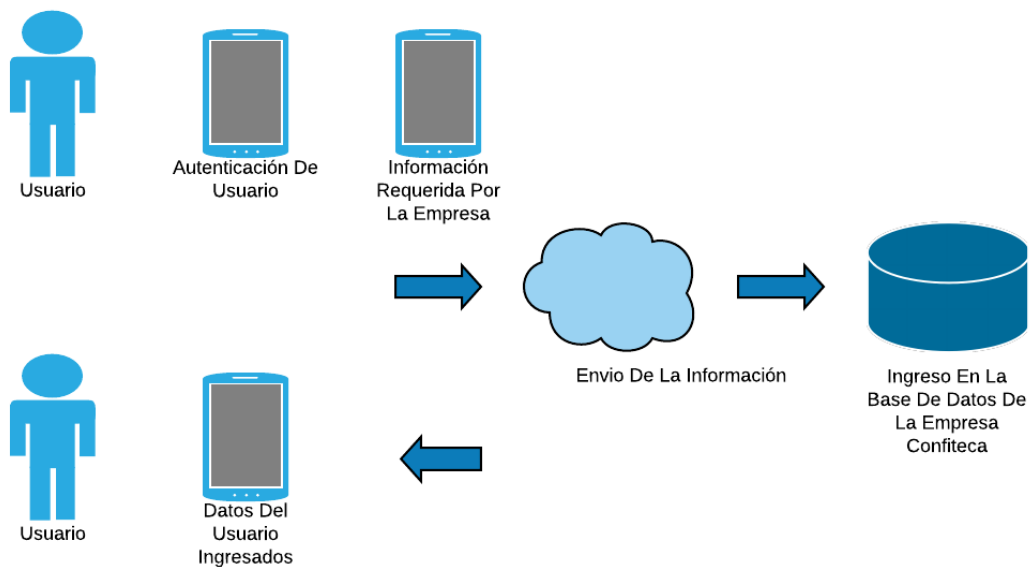 Usuario
Autenticación De
Usuario
Información
Requerida Por
La Empresa
Envio De La Información
Ingreso En La
Base De Datos De
La Empresa
Confiteca
Usuario
Datos Del
Usuario
Ingresados